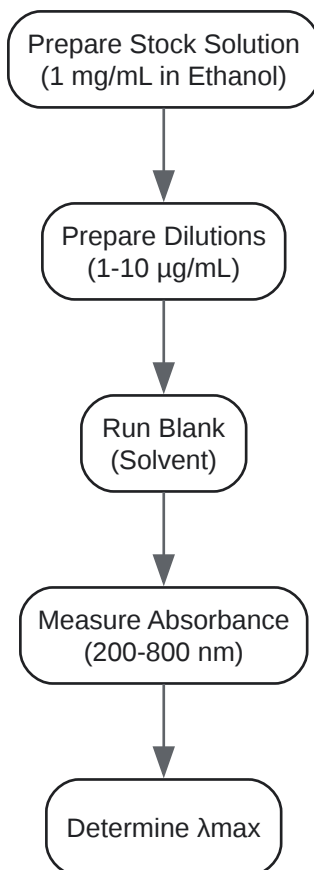 Prepare Stock Solution
(1 mg/mL in Ethanol)
Prepare Dilutions
(1-10 µg/mL)
Run Blank
(Solvent)
Measure Absorbance
(200-800 nm)
Determine λmax